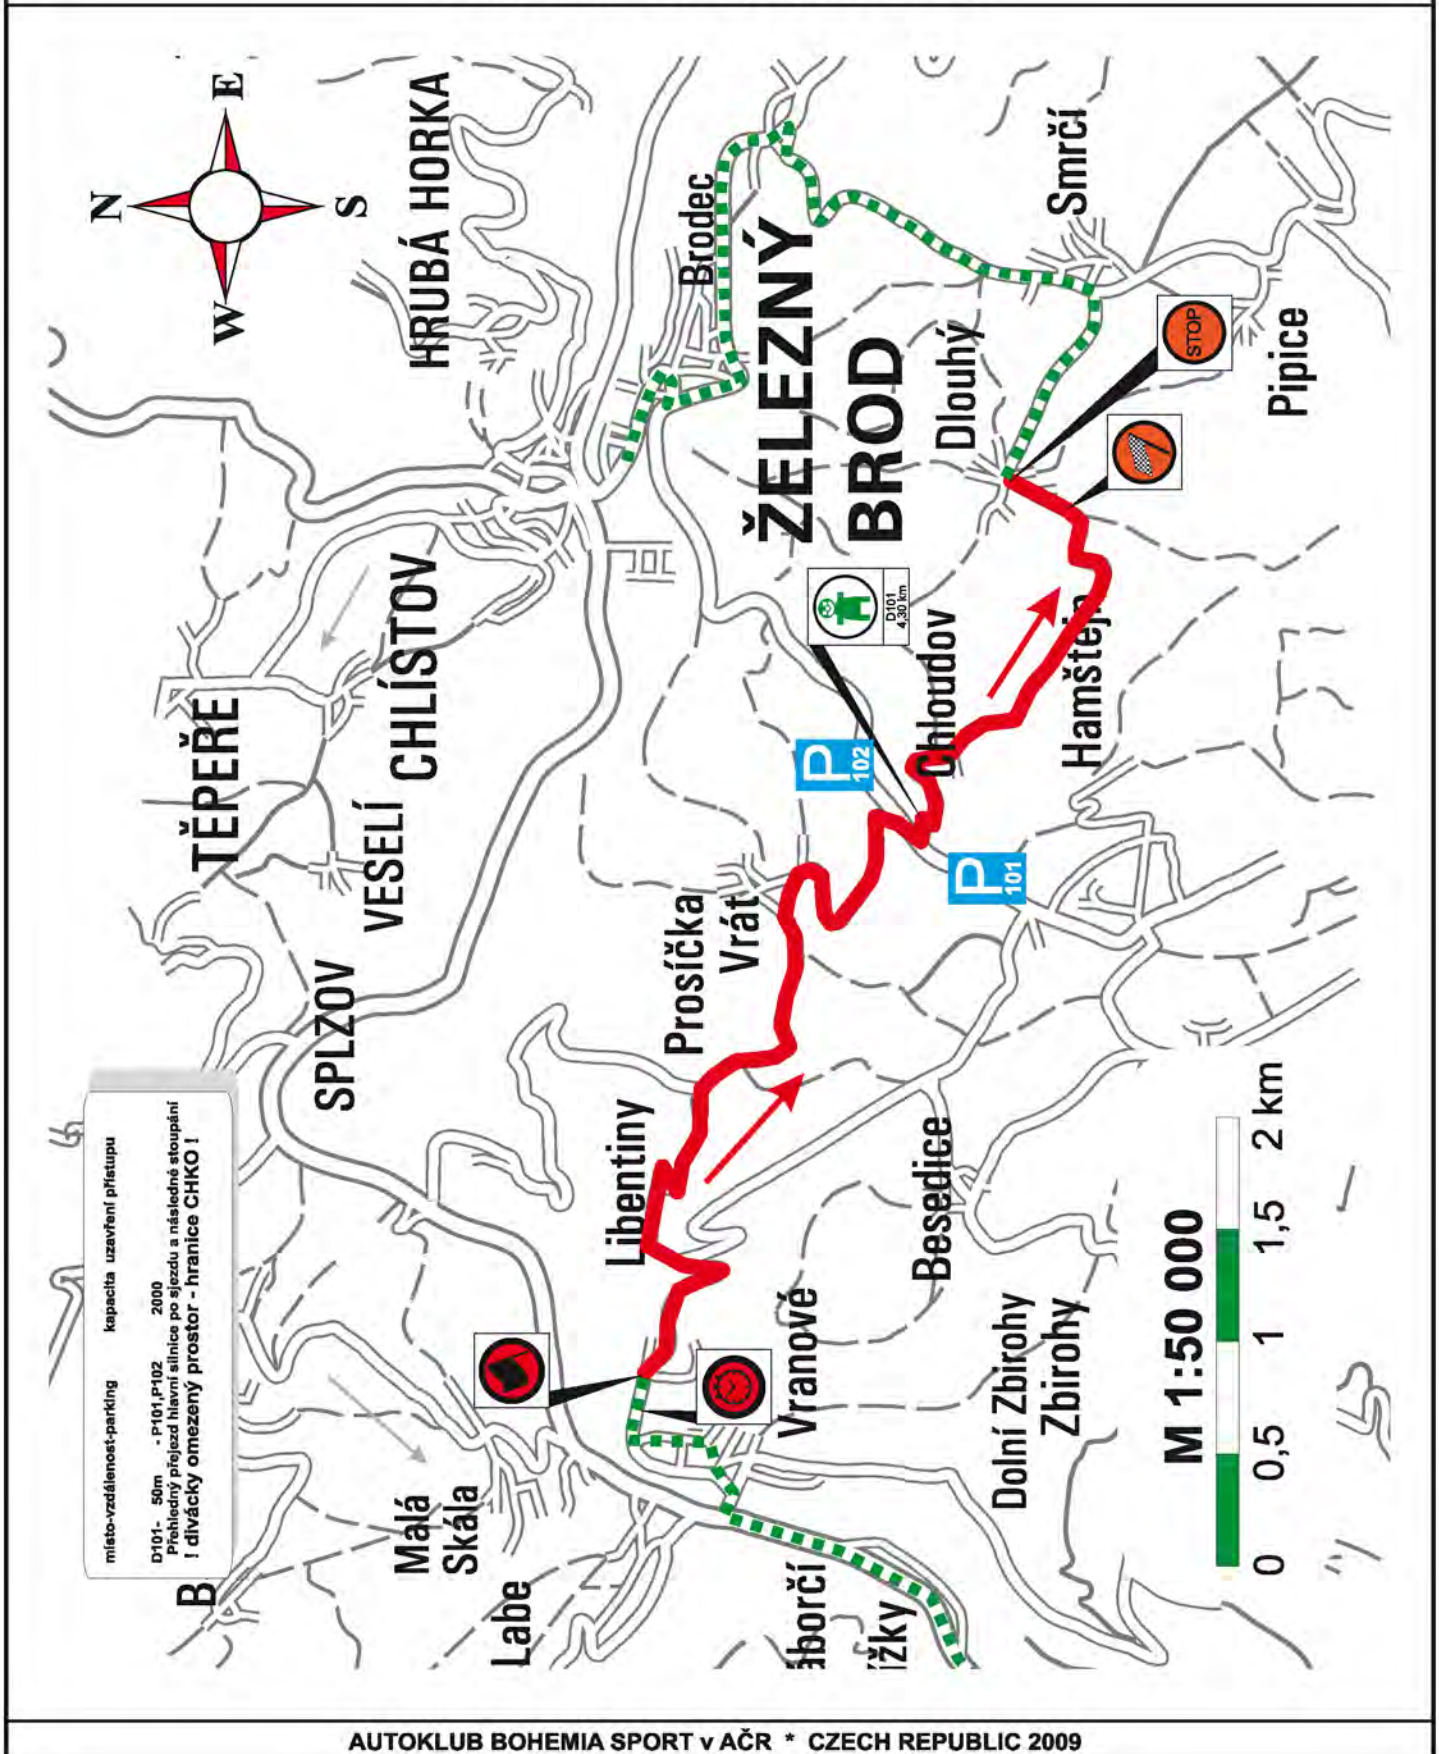 místo-vzdálenost-parking kapacita uzavření přístupu
D101- 50m - P101,P102 2000
Přehledný přejezd hlavní silnice po sjezdu a následné stoupání
! divácky omezený prostor - hranice CHKO !
N
E
S
W
B
TĚPEŘE
HRUBÁ HORKA
SPLZOV
VESELÍ
CHLÍSTOV
Malá
Skála
Labe
Libentiny
Prosíčka
Vrát
Brodec
ŽELEZNÝ
BROD
P
102
D101
4,30 km
Vranové
áborčí
ížky
Besedice
Chloudov
P
101
Dlouhý
Dolní Zbirohy
Zbirohy
Hamštejn
Smrčí
STOP
Pipice
M 1:50 000
0 0,5 1 1,5 2 km
AUTOKLUB BOHEMIA SPORT v AČR * CZECH REPUBLIC 2009